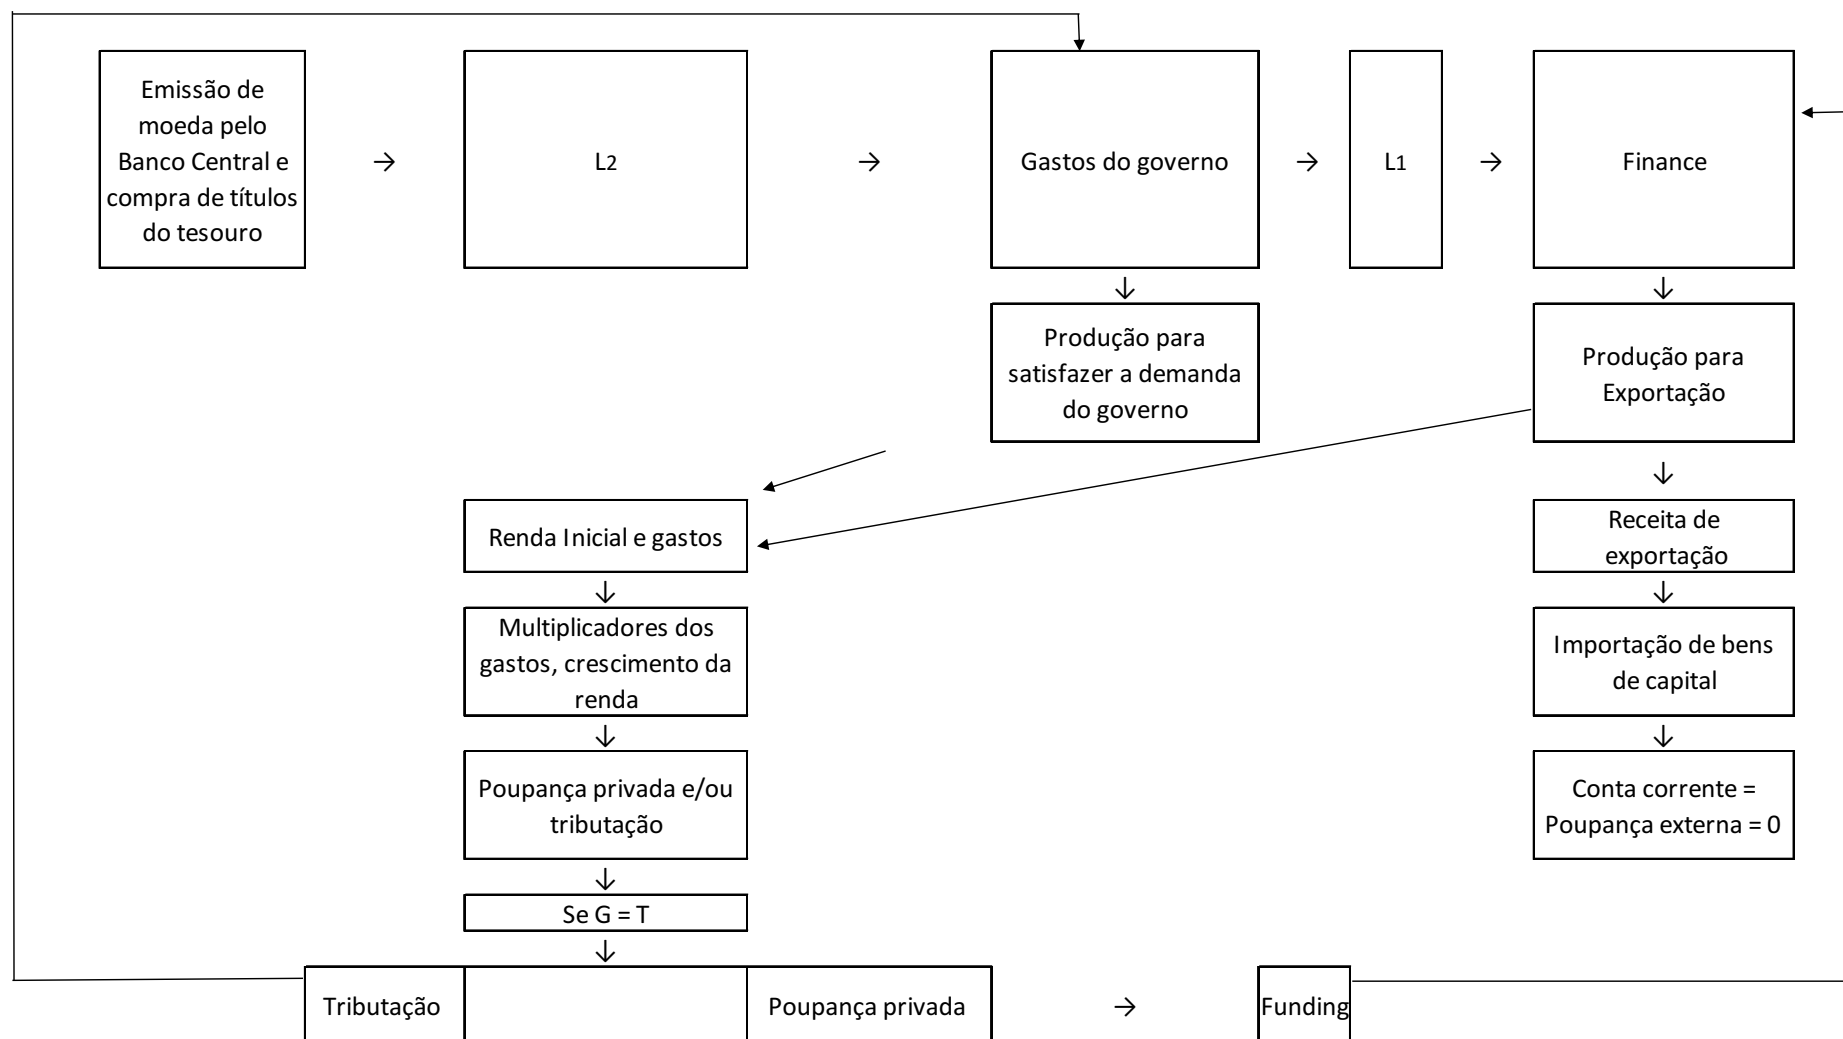 Emissão de
moeda pelo
Banco Central e
compra de títulos
do tesouro
→
L2
→
Gastos do governo
→
L1
→
Finance
↓
↓
Produção para
satisfazer a demanda
do governo
Produção para
Exportação
↓
Renda Inicial e gastos
Receita de
exportação
↓
↓
Multiplicadores dos
gastos, crescimento da
renda
Importação de bens
de capital
↓
↓
Poupança privada e/ou
tributação
Conta corrente =
Poupança externa = 0
↓
Se G = T
↓
Tributação
Poupança privada
→
Funding